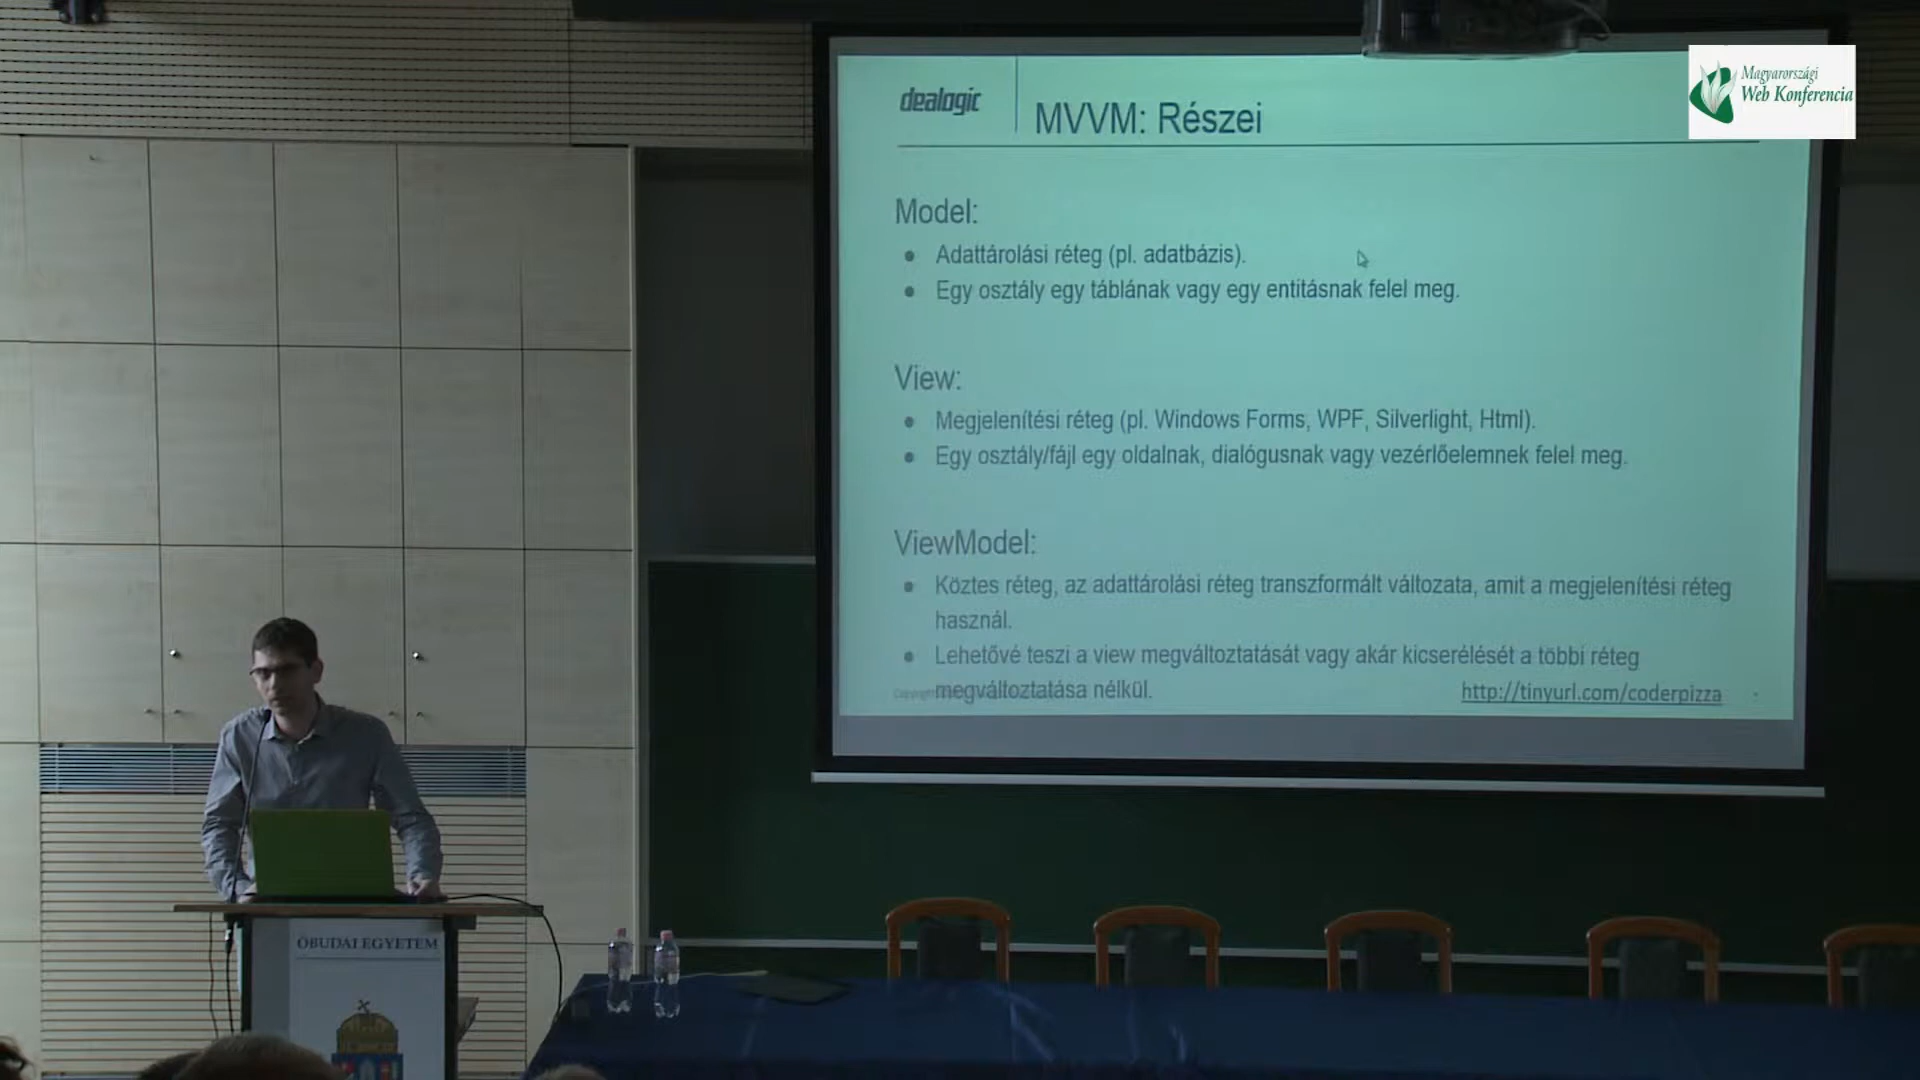 Magyarországi
Web Konferencia
dealogic
MVVM: Részei
Model:
● Adattárolási réteg (pl. adatbázis).
● Egy osztály egy táblának vagy egy entitásnak felel meg.
View:
● Megjelenítési réteg (pl. Windows Forms, WPF, Silverlight, Html).
● Egy osztály/fájl egy oldalnak, dialógusnak vagy vezérlőelemnek felel meg.
ViewModel:
● Köztes réteg, az adattárolási réteg transzformált változata, amit a megjelenítési réteg
használ.
● Lehetővé teszi a view megváltoztatását vagy akár kicserélését a többi réteg
megváltoztatása nélkül.
http://tinyurl.com/coderpizza
ÓBUDAI EGYETEM